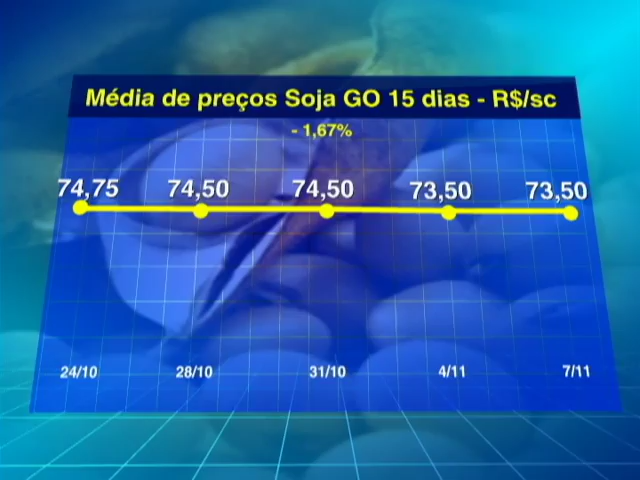 Média de preços Soja GO 15 dias - R$/sc
- 1,67%
74,75 74,50 74,50 73,50 73,50
24/10 28/10 31/10 4/11 7/11